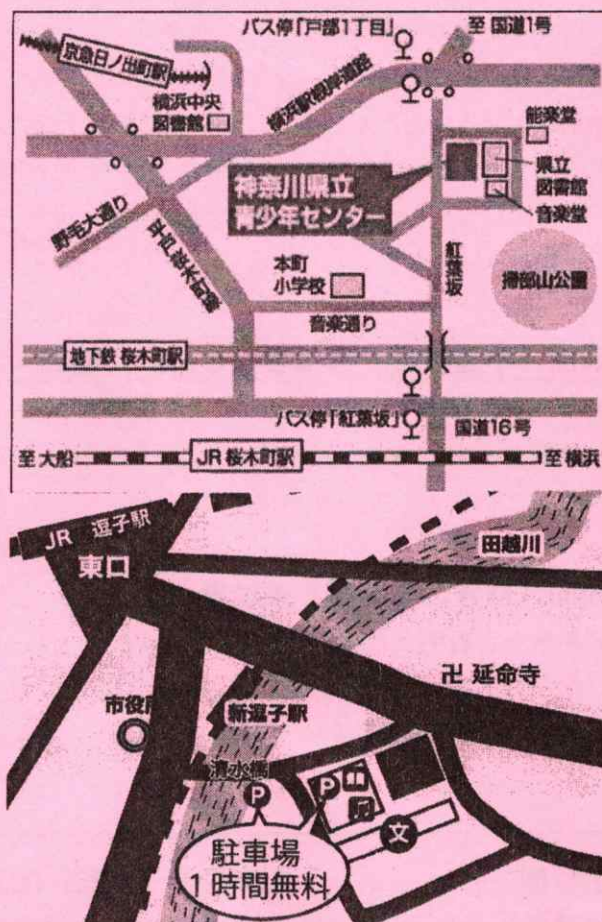 バス停「戸部1丁目」
至 国道1号
京急日ノ出町駅
横浜中央
図書館
横浜駅根岸道路
能楽堂
県立
図書館
音楽堂
神奈川県立
青少年センター
野毛大通り
平戸桜木町線
本町
小学校
紅葉坂
掃部山公園
音楽通り
地下鉄 桜木町駅
バス停「紅葉坂」
国道16号
至 大船
JR 桜木町駅
至 横浜
JR 逗子駅
東口
田越川
卍 延命寺
市役所
新逗子駅
清水橋
P
P
文
駐車場
1時間無料